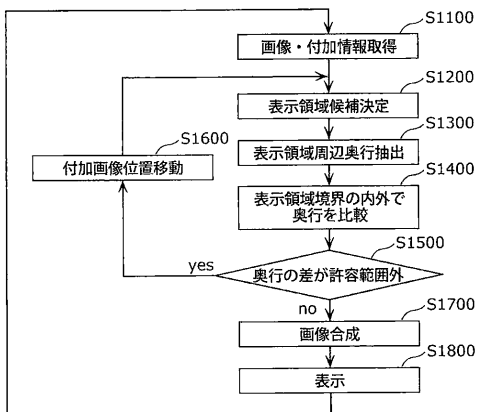 S1100
画像・付加情報取得
S1200
表示領域候補決定
S1300
表示領域周辺奥行抽出
S1400
表示領域境界の内外で
奥行を比較
S1500
奥行の差が許容範囲外
yes
S1600
付加画像位置移動
no
S1700
画像合成
S1800
表示